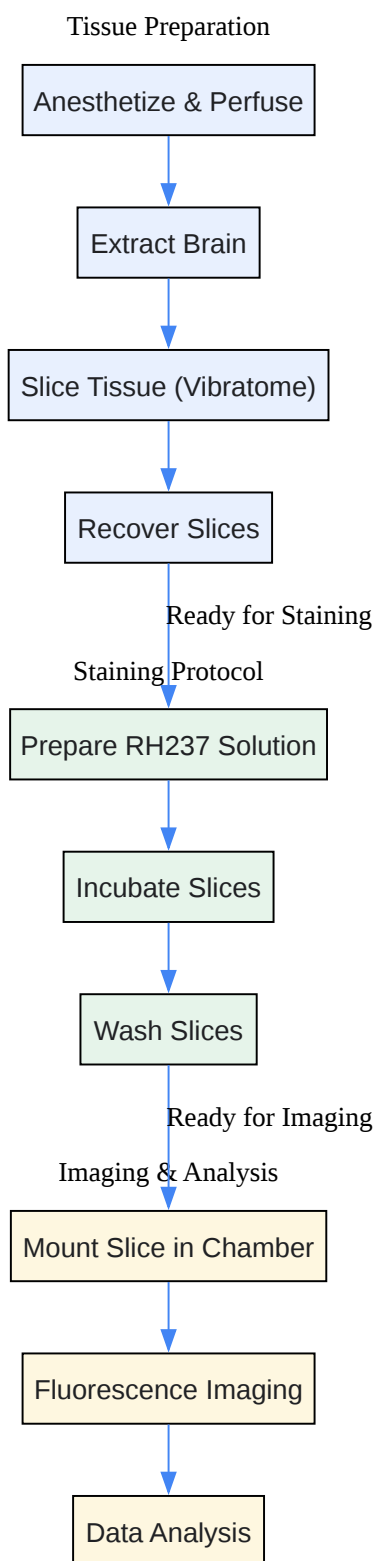 Tissue Preparation
Anesthetize & Perfuse
Extract Brain
Slice Tissue (Vibratome)
Recover Slices
Ready for Staining
Staining Protocol
Prepare RH237 Solution
Incubate Slices
Wash Slices
Ready for Imaging
Imaging & Analysis
Mount Slice in Chamber
Fluorescence Imaging
Data Analysis